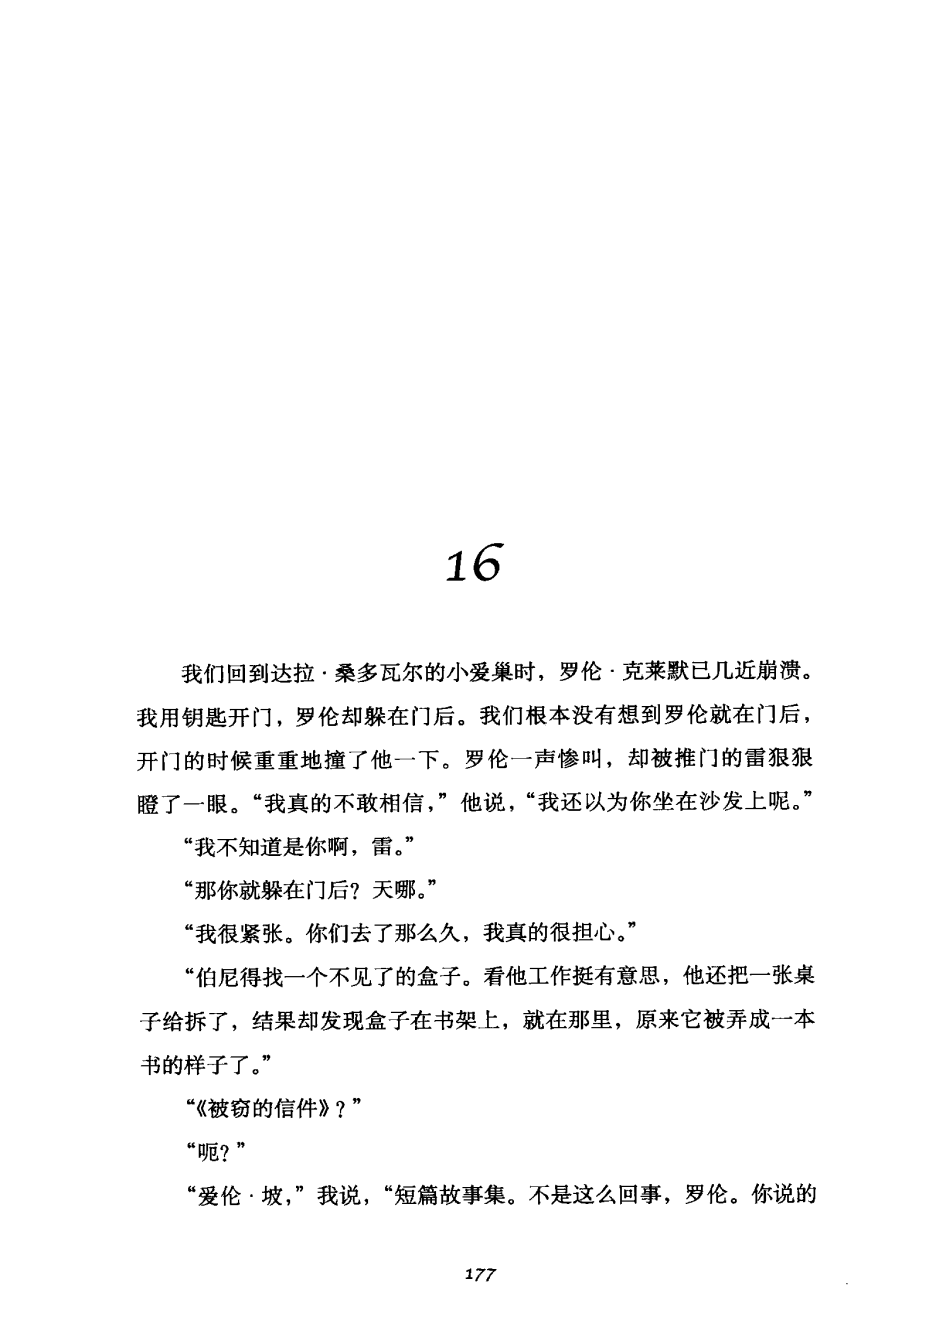 16
我们回到达拉·桑多瓦尔的小爱巢时，罗伦·克莱默已几近崩溃。
我用钥匙开门，罗伦却躲在门后。我们根本没有想到罗伦就在门后，
开门的时候重重地撞了他一下。罗伦一声惨叫，却被推门的雷狠狠
瞪了一眼。“我真的不敢相信，”他说，“我还以为你坐在沙发上呢。”
“我不知道是你啊，雷。”
“那你就躲在门后？天哪。”
“我很紧张。你们去了那么久，我真的很担心。”
“伯尼得找一个不见了的盒子。看他工作挺有意思，他还把一张桌
子给拆了，结果却发现盒子在书架上，就在那里，原来它被弄成一本
书的样子了。”
“《被窃的信件》？”
“呃？”
“爱伦·坡，”我说，“短篇故事集。不是这么回事，罗伦。你说的
177